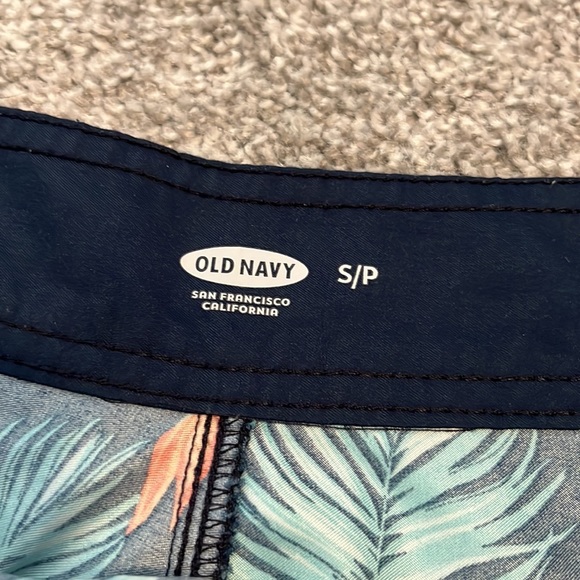 OLD NAVY S/P
SAN FRANCISCO
CALIFORNIA